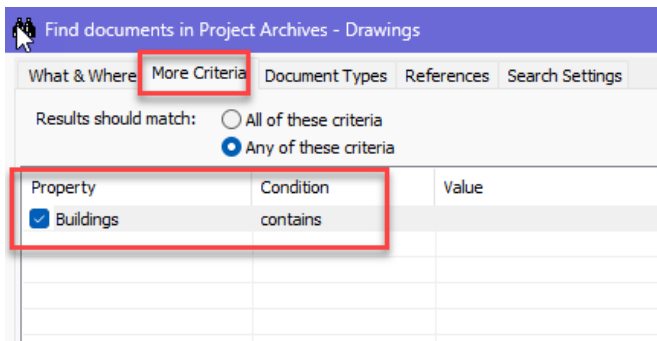 Find documents in Project Archives - Drawings
What & Where More Criteria Document Types References Search Settings
Results should match: All of these criteria
Any of these criteria
Property Condition Value
Buildings contains